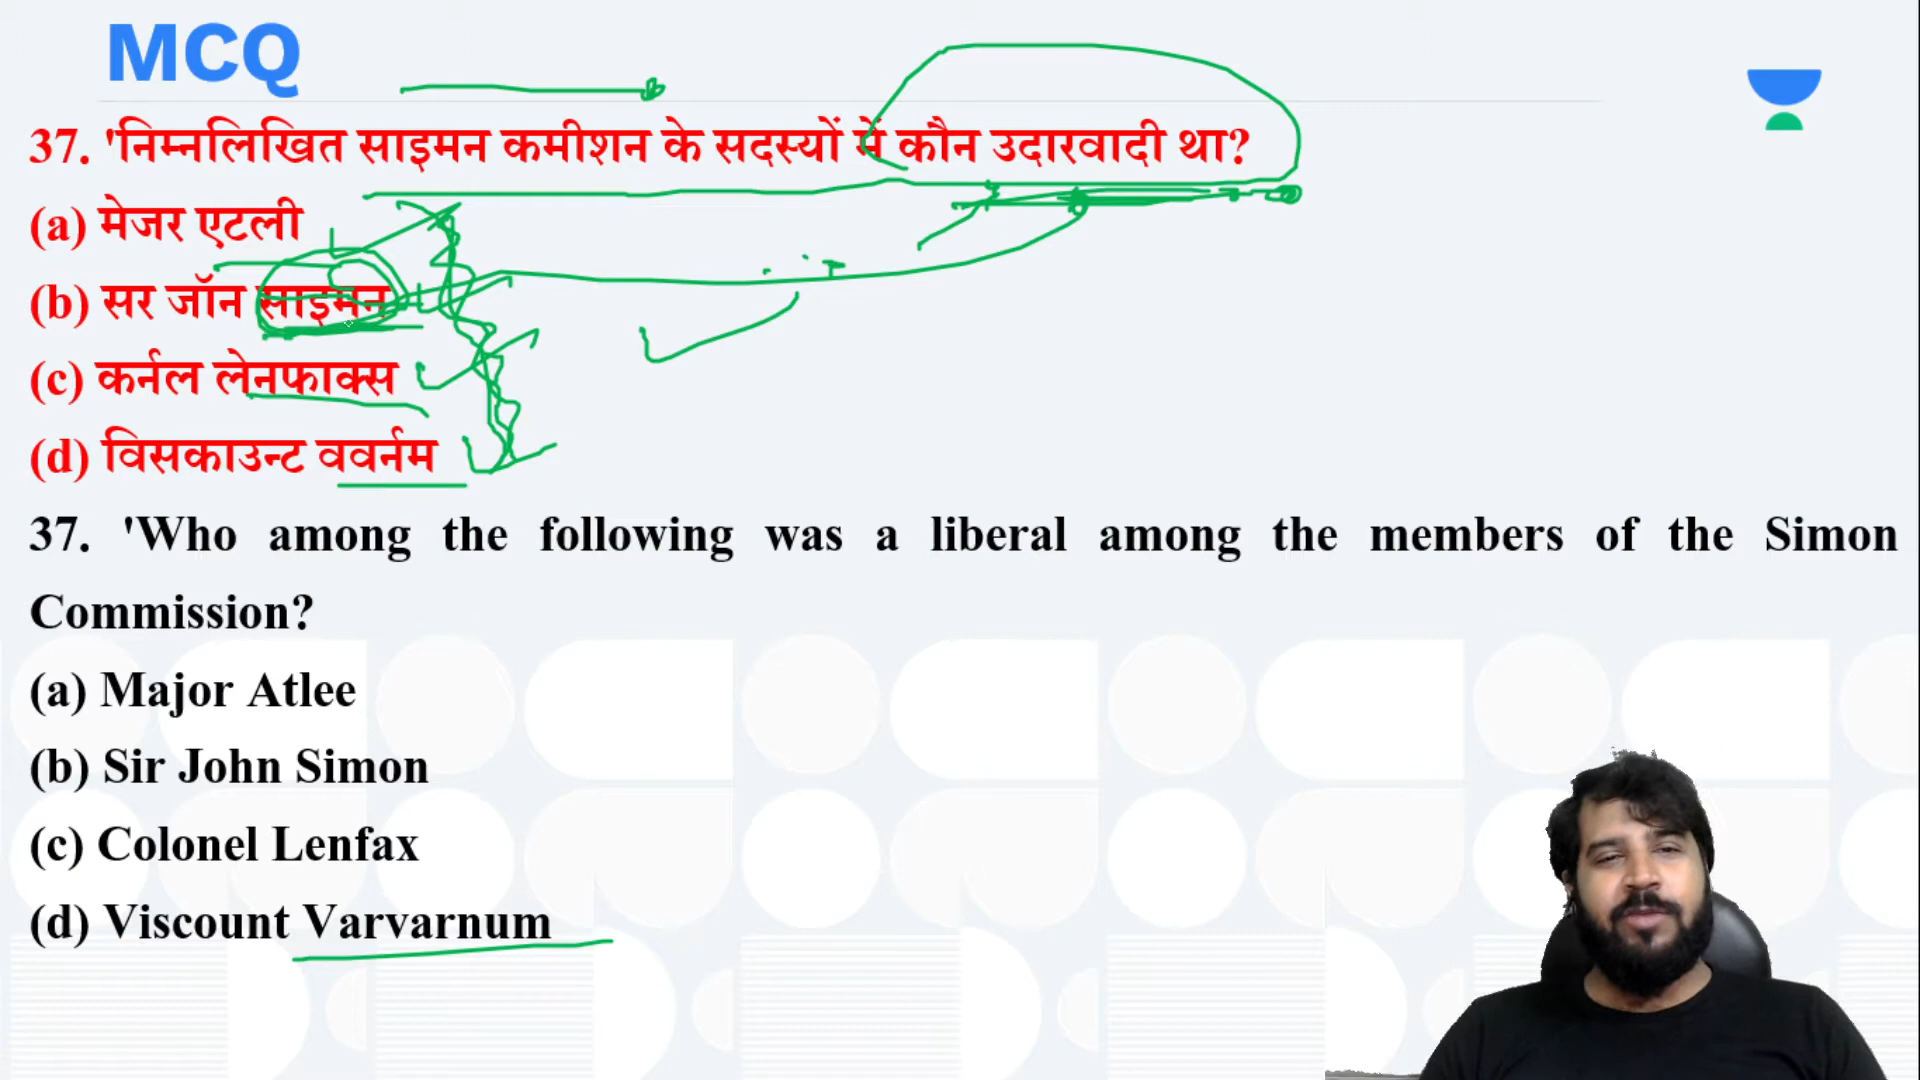 MCQ
37. 'निम्नलिखित साइमन कमीशन के सदस्यों में कौन उदारवादी था?
(a) मेजर एटली
(b) सर जॉन साइमन
(c) कर्नल लेनफाक्स
(d) विसकाउन्ट ववर्नम
37. 'Who among the following was a liberal among the members of the Simon
Commission?
(a) Major Atlee
(b) Sir John Simon
(c) Colonel Lenfax
(d) Viscount Varvarnum